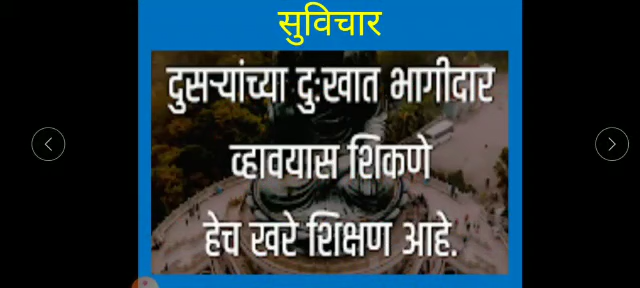 सुविचार
दुसऱ्यांच्या दुःखात भागीदार
व्हावयास शिकणे
हेच खरे शिक्षण आहे.